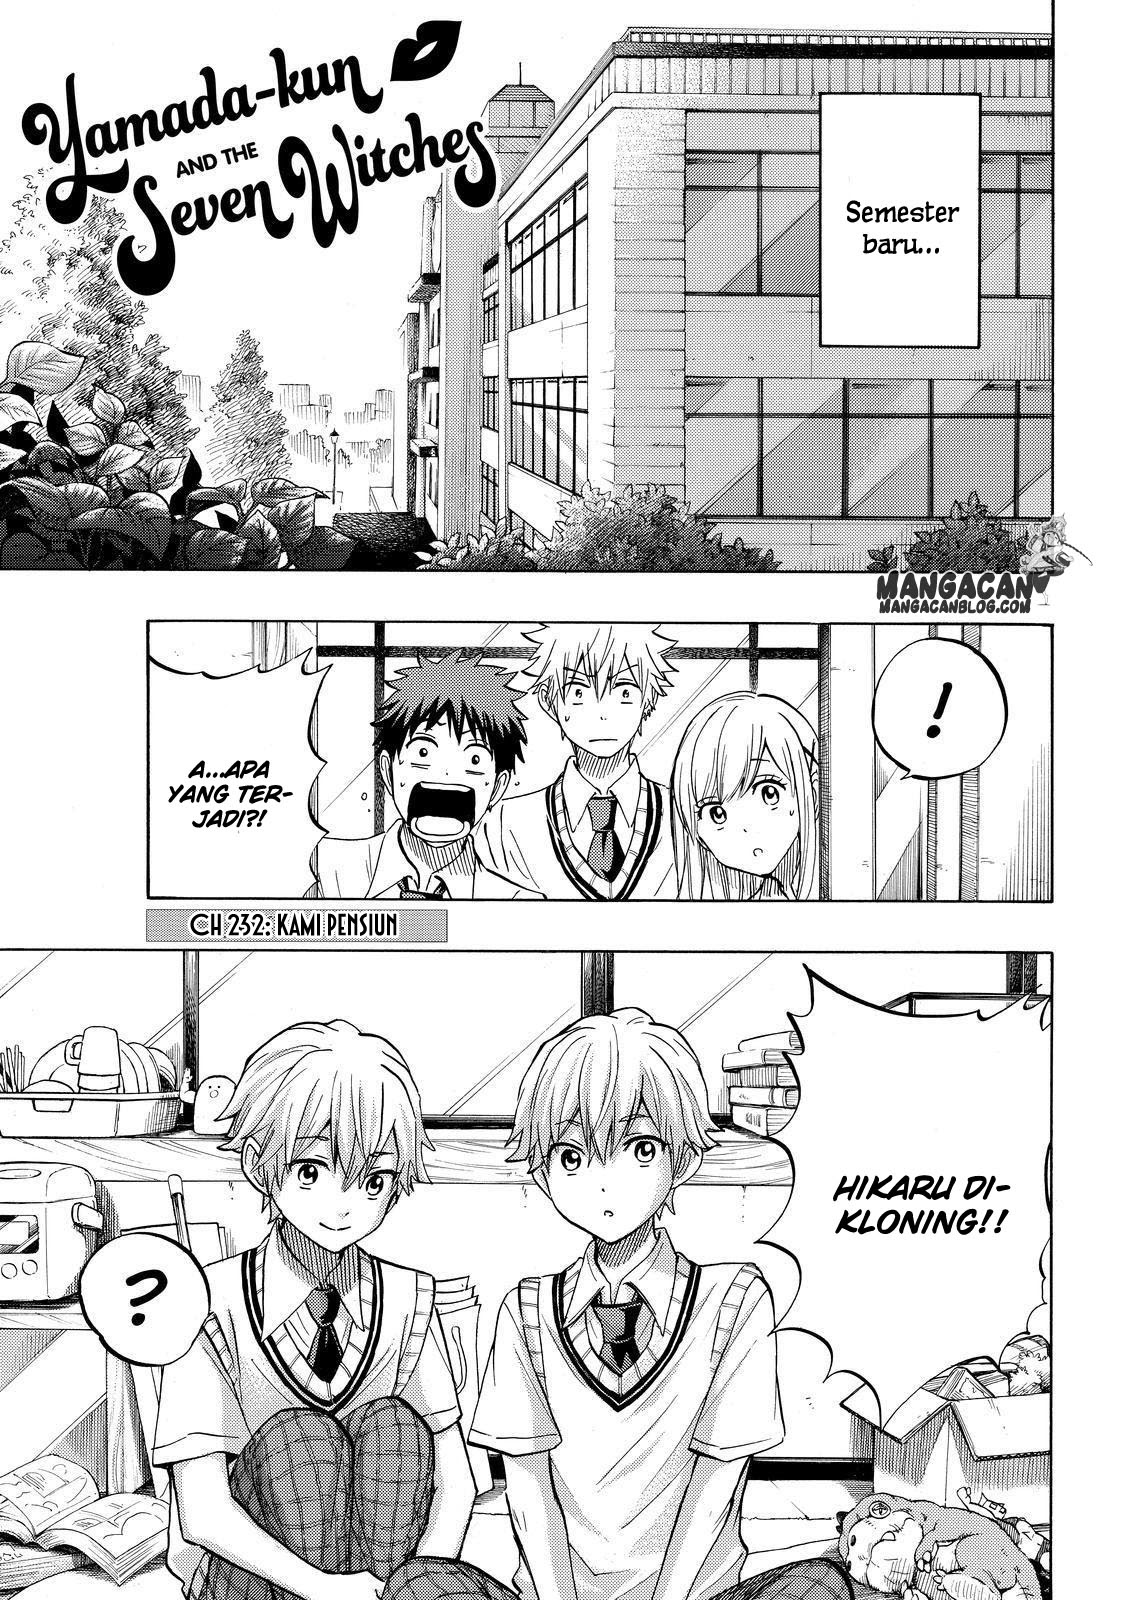 Yamada-kun
AND THE
Seven Witches
Semester
baru...
MANGACAN
MANGACANBLOG.COM
!
A...APA
YANG TER-
JADI?!
CH 232: KAMI PENSIUN
HIKARU DI-
KLONING!!
?